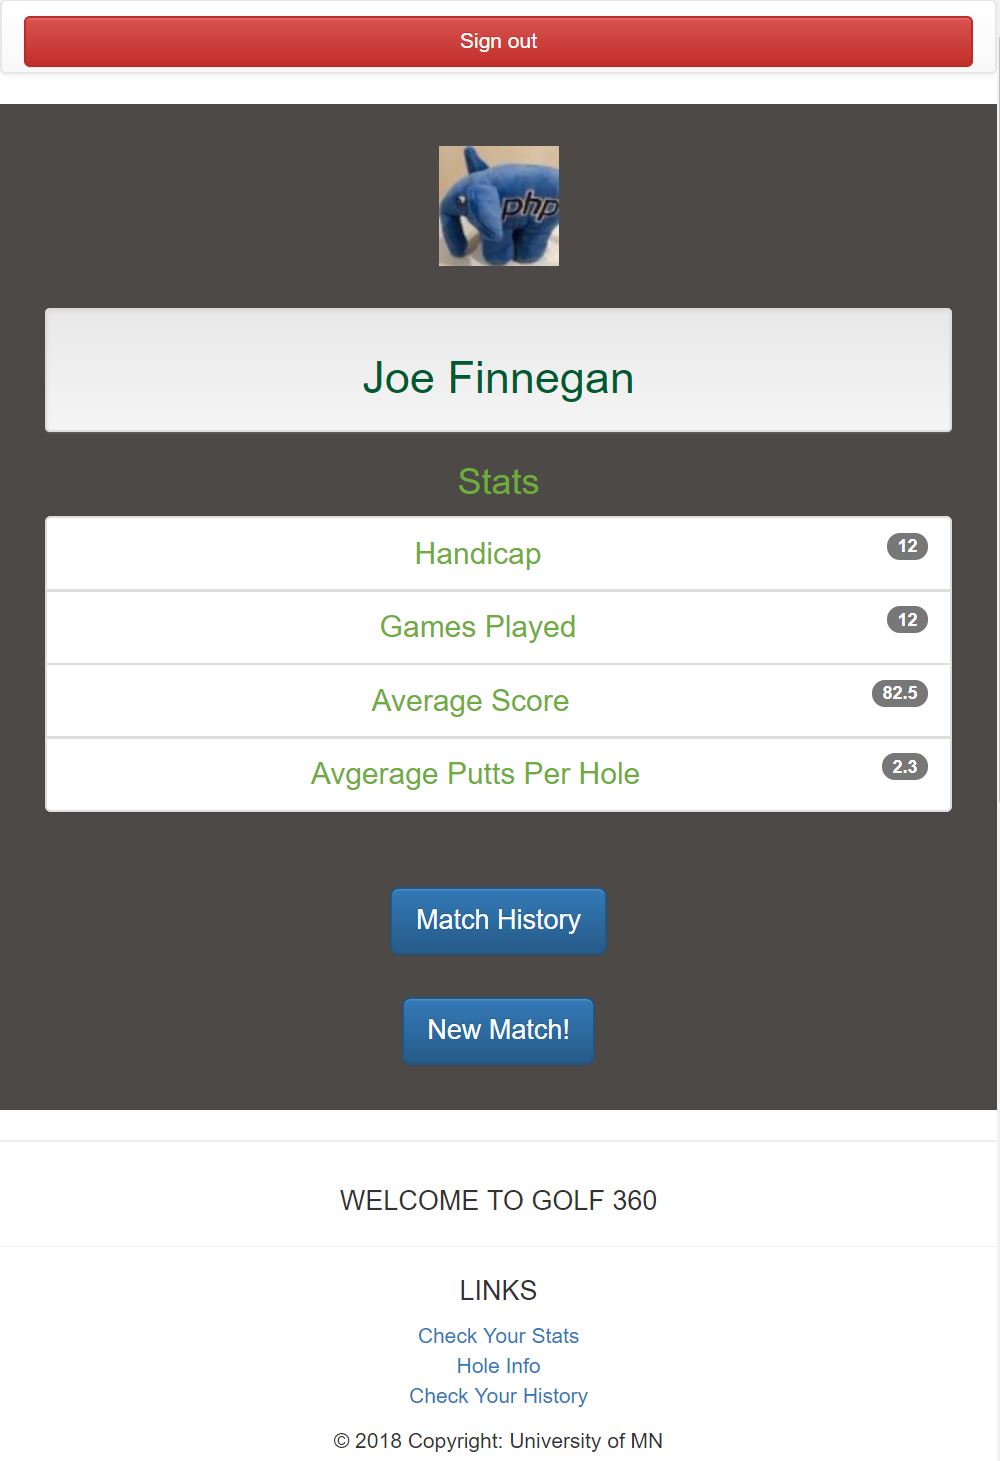 Sign out
php
Joe Finnegan
Stats
Handicap 12
Games Played 12
Average Score 82.5
Avgerage Putts Per Hole 2.3
Match History
New Match!
WELCOME TO GOLF 360
LINKS
Check Your Stats
Hole Info
Check Your History
© 2018 Copyright: University of MN